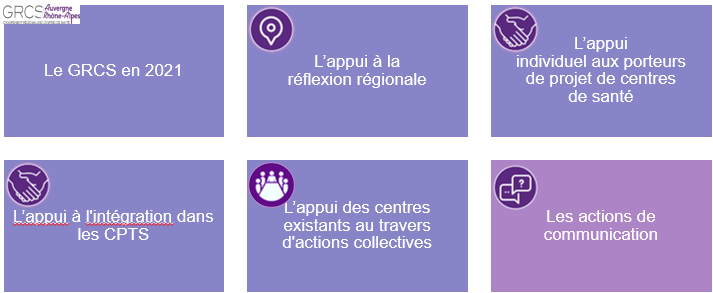 GRCS Auvergne
Rhône-Alpes
Le GRCS en 2021
L'appui à la
réflexion régionale
L'appui
individuel aux porteurs
de projet de centres
de santé
L'appui à l'intégration dans
les CPTS
L'appui des centres
existants au travers
d'actions collectives
Les actions de
communication